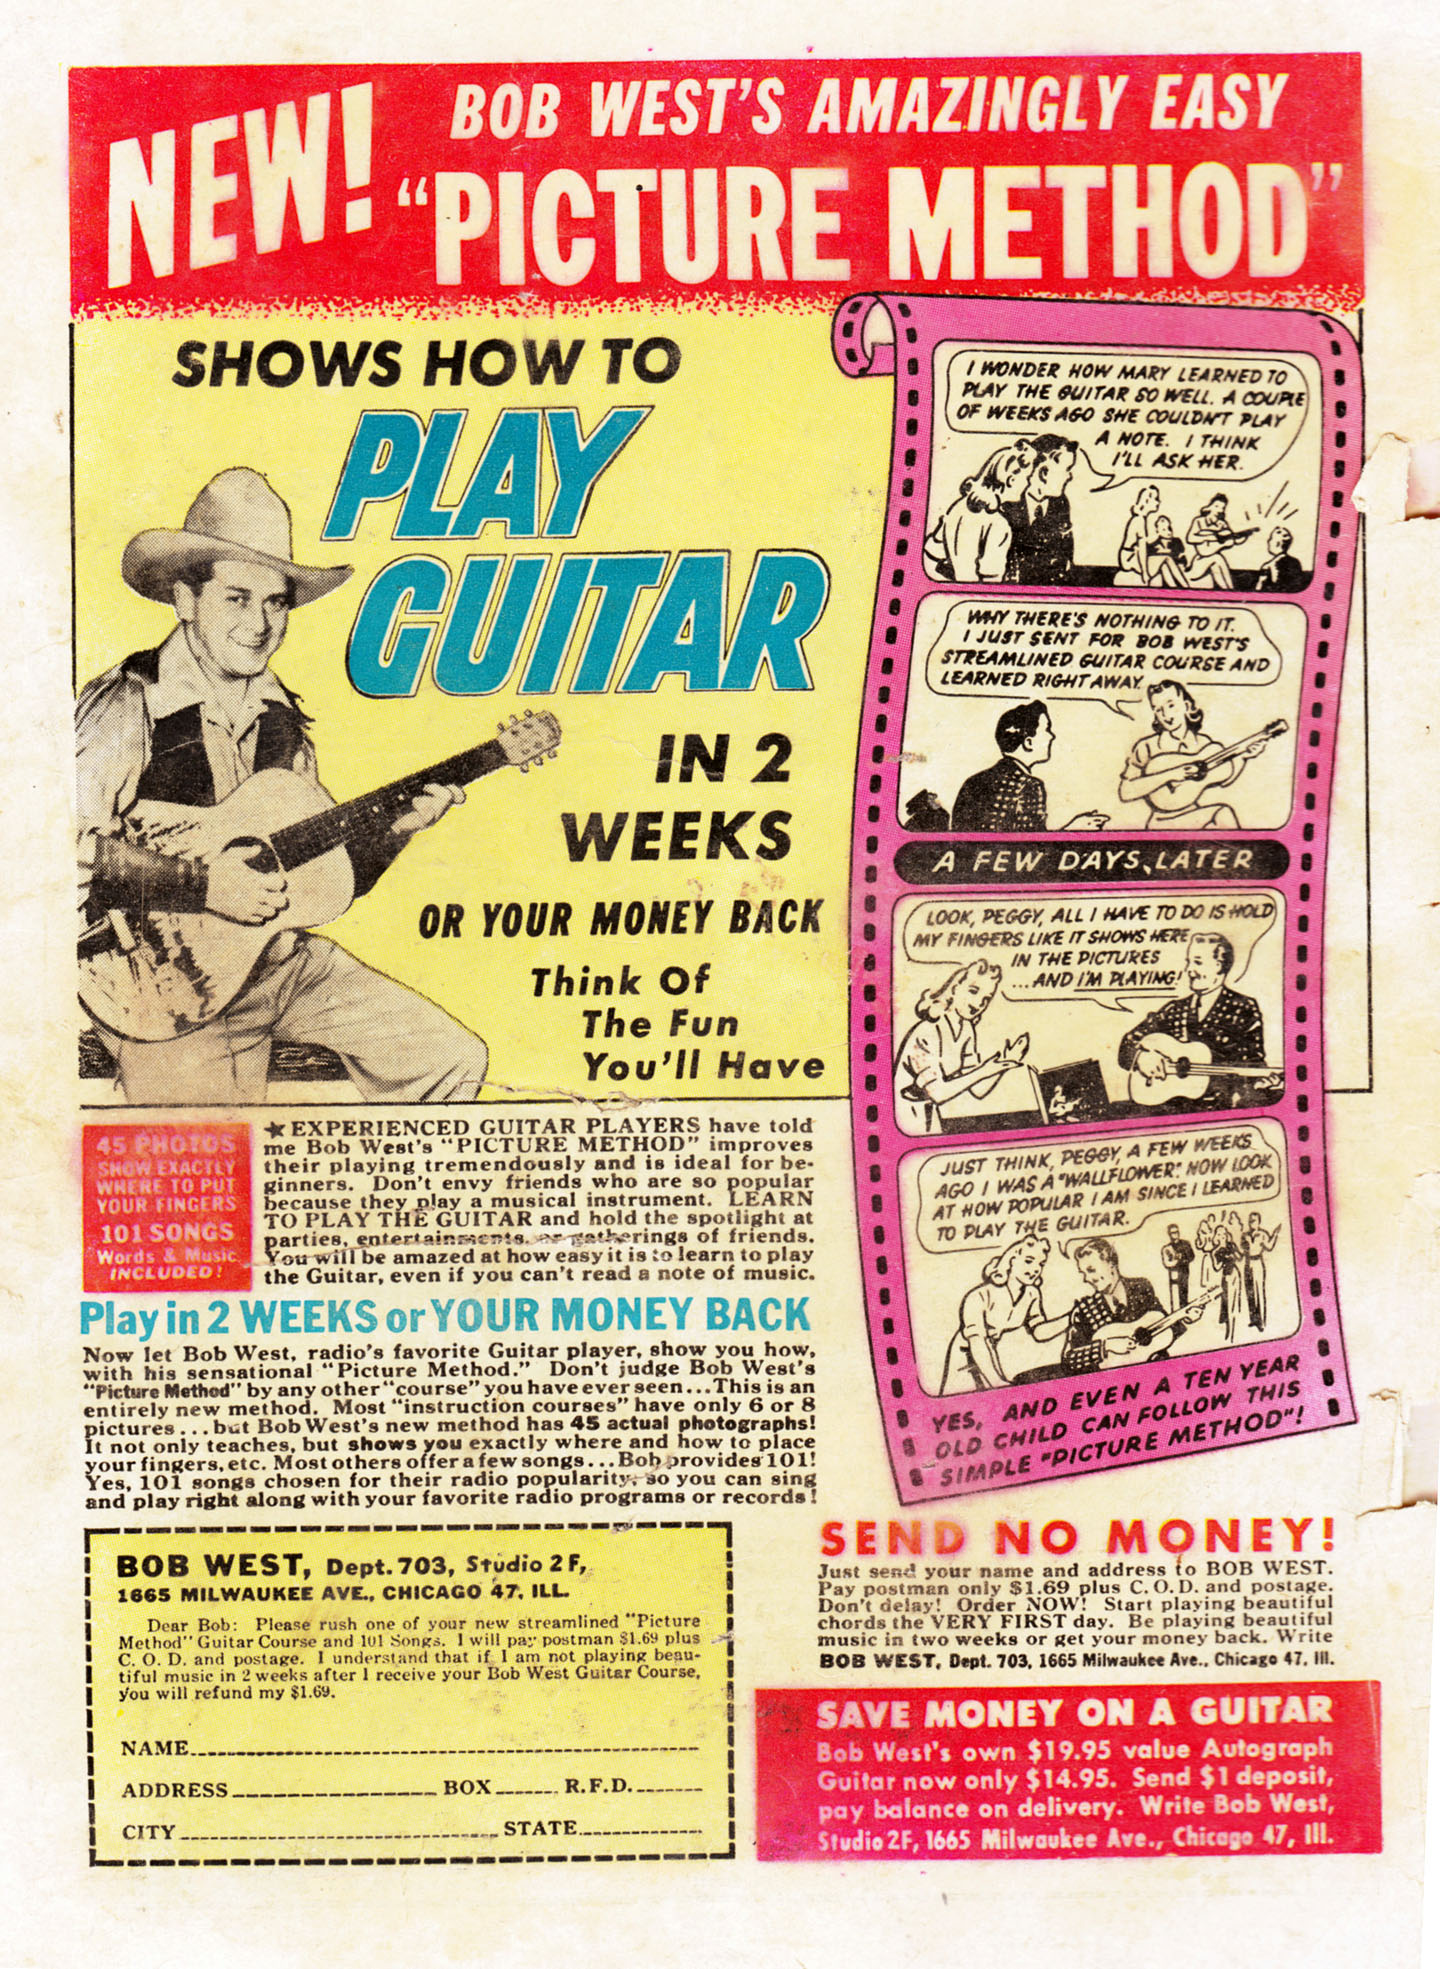 NEW!
BOB WEST'S AMAZINGLY EASY
"PICTURE METHOD"
SHOWS HOW TO
PLAY
GUITAR
IN 2
WEEKS
OR YOUR MONEY BACK
Think Of
The Fun
You'll Have
I WONDER HOW MARY LEARNED TO
PLAY THE GUITAR SO WELL. A COUPLE
OF WEEKS AGO SHE COULDN'T PLAY
A NOTE. I THINK
I'LL ASK HER.
WHY THERE'S NOTHING TO IT.
I JUST SENT FOR BOB WEST'S
STREAMLINED GUITAR COURSE AND
LEARNED RIGHT AWAY.
A FEW DAYS LATER
LOOK, PEGGY, ALL I HAVE TO DO IS HOLD
MY FINGERS LIKE IT SHOWS HERE
IN THE PICTURES
...AND I'M PLAYING!
JUST THINK, PEGGY, A FEW WEEKS
AGO I WAS A "WALLFLOWER." NOW LOOK
AT HOW POPULAR I AM SINCE I LEARNED
TO PLAY THE GUITAR.
YES, AND EVEN A TEN YEAR
OLD CHILD CAN FOLLOW THIS
SIMPLE "PICTURE METHOD"!
45 PHOTOS
SHOW EXACTLY
WHERE TO PUT
YOUR FINGERS
101 SONGS
Words & Music
INCLUDED!
★EXPERIENCED GUITAR PLAYERS have told
me Bob West's "PICTURE METHOD" improves
their playing tremendously and is ideal for be-
ginners. Don't envy friends who are so popular
because they play a musical instrument. LEARN
TO PLAY THE GUITAR and hold the spotlight at
parties, entertainments, or gatherings of friends.
You will be amazed at how easy it is to learn to play
the Guitar, even if you can't read a note of music.
Play in 2 WEEKS or YOUR MONEY BACK
Now let Bob West, radio's favorite Guitar player, show you how,
with his sensational "Picture Method." Don't judge Bob West's
"Picture Method" by any other "course" you have ever seen...This is an
entirely new method. Most "instruction courses" have only 6 or 8
pictures...but Bob West's new method has 45 actual photographs!
It not only teaches, but shows you exactly where and how to place
your fingers, etc. Most others offer a few songs...Bob provides 101!
Yes, 101 songs chosen for their radio popularity, so you can sing
and play right along with your favorite radio programs or records!
BOB WEST, Dept. 703, Studio 2F,
1665 MILWAUKEE AVE., CHICAGO 47, ILL.
Dear Bob: Please rush one of your new streamlined "Picture
Method" Guitar Course and 101 Songs. I will pay postman $1.69 plus
C. O. D. and postage. I understand that if I am not playing beau-
tiful music in 2 weeks after I receive your Bob West Guitar Course,
you will refund my $1.69.
NAME
ADDRESS BOX R.F.D.
CITY STATE
SEND NO MONEY!
Just send your name and address to BOB WEST.
Pay postman only $1.69 plus C.O.D. and postage.
Don't delay! Order NOW! Start playing beautiful
chords the VERY FIRST day. Be playing beautiful
music in two weeks or get your money back. Write
BOB WEST, Dept. 703, 1665 Milwaukee Ave., Chicago 47, Ill.
SAVE MONEY ON A GUITAR
Bob West's own $19.95 value Autograph
Guitar now only $14.95. Send $1 deposit,
pay balance on delivery. Write Bob West,
Studio 2F, 1665 Milwaukee Ave., Chicago 47, Ill.